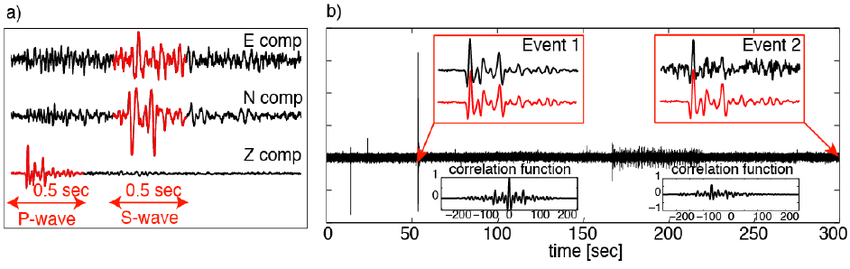 a)
E comp
N comp
Z comp
0.5 sec 0.5 sec
P-wave S-wave
b)
Event 1
Event 2
correlation function
1
0
-200 -100 0 100 200
correlation function
1
0
-1
-200 -100 0 100 200
0 50 100 150 200 250 300
time [sec]